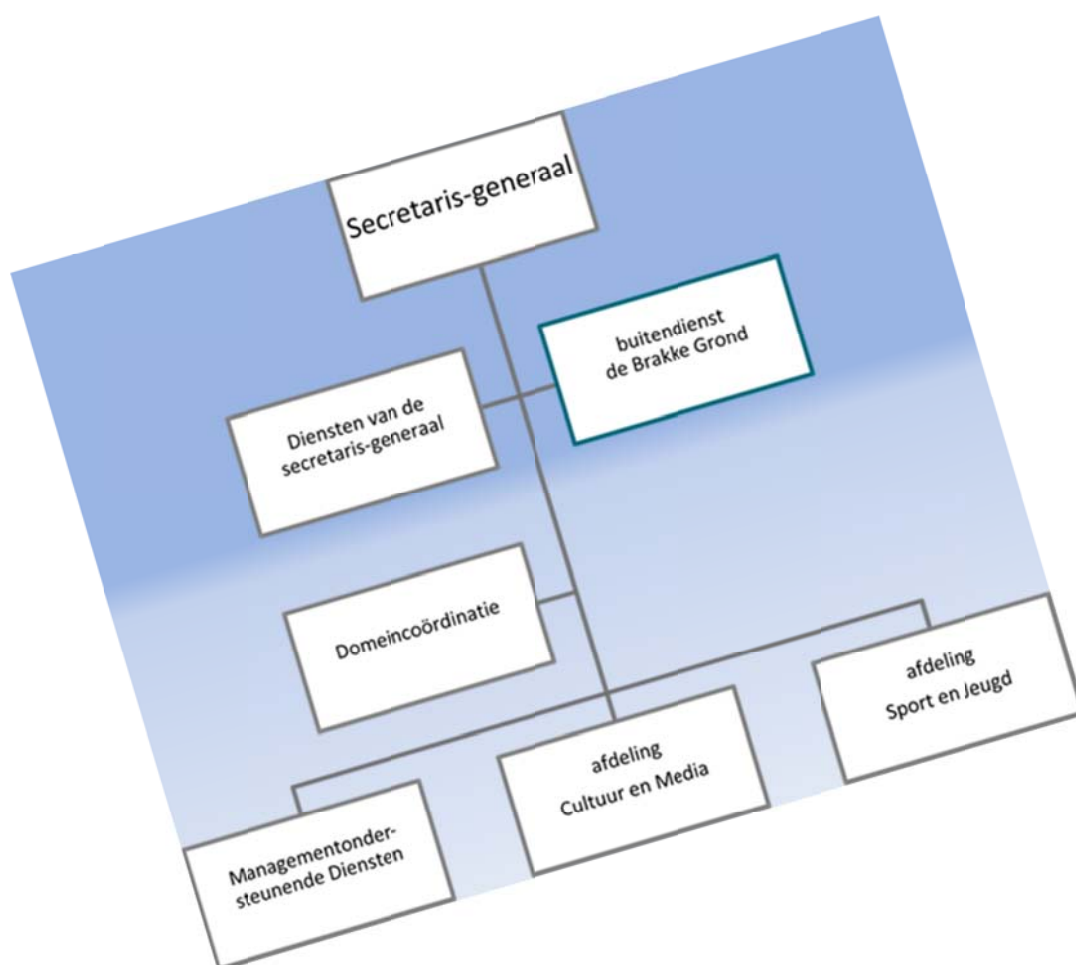 Secretaris-generaal
buitendienst
de Brakke Grond
Diensten van de
secretaris-generaal
Domeincoördinatie
Managementonder-
steunende Diensten
afdeling
Cultuur en Media
afdeling
Sport en Jeugd